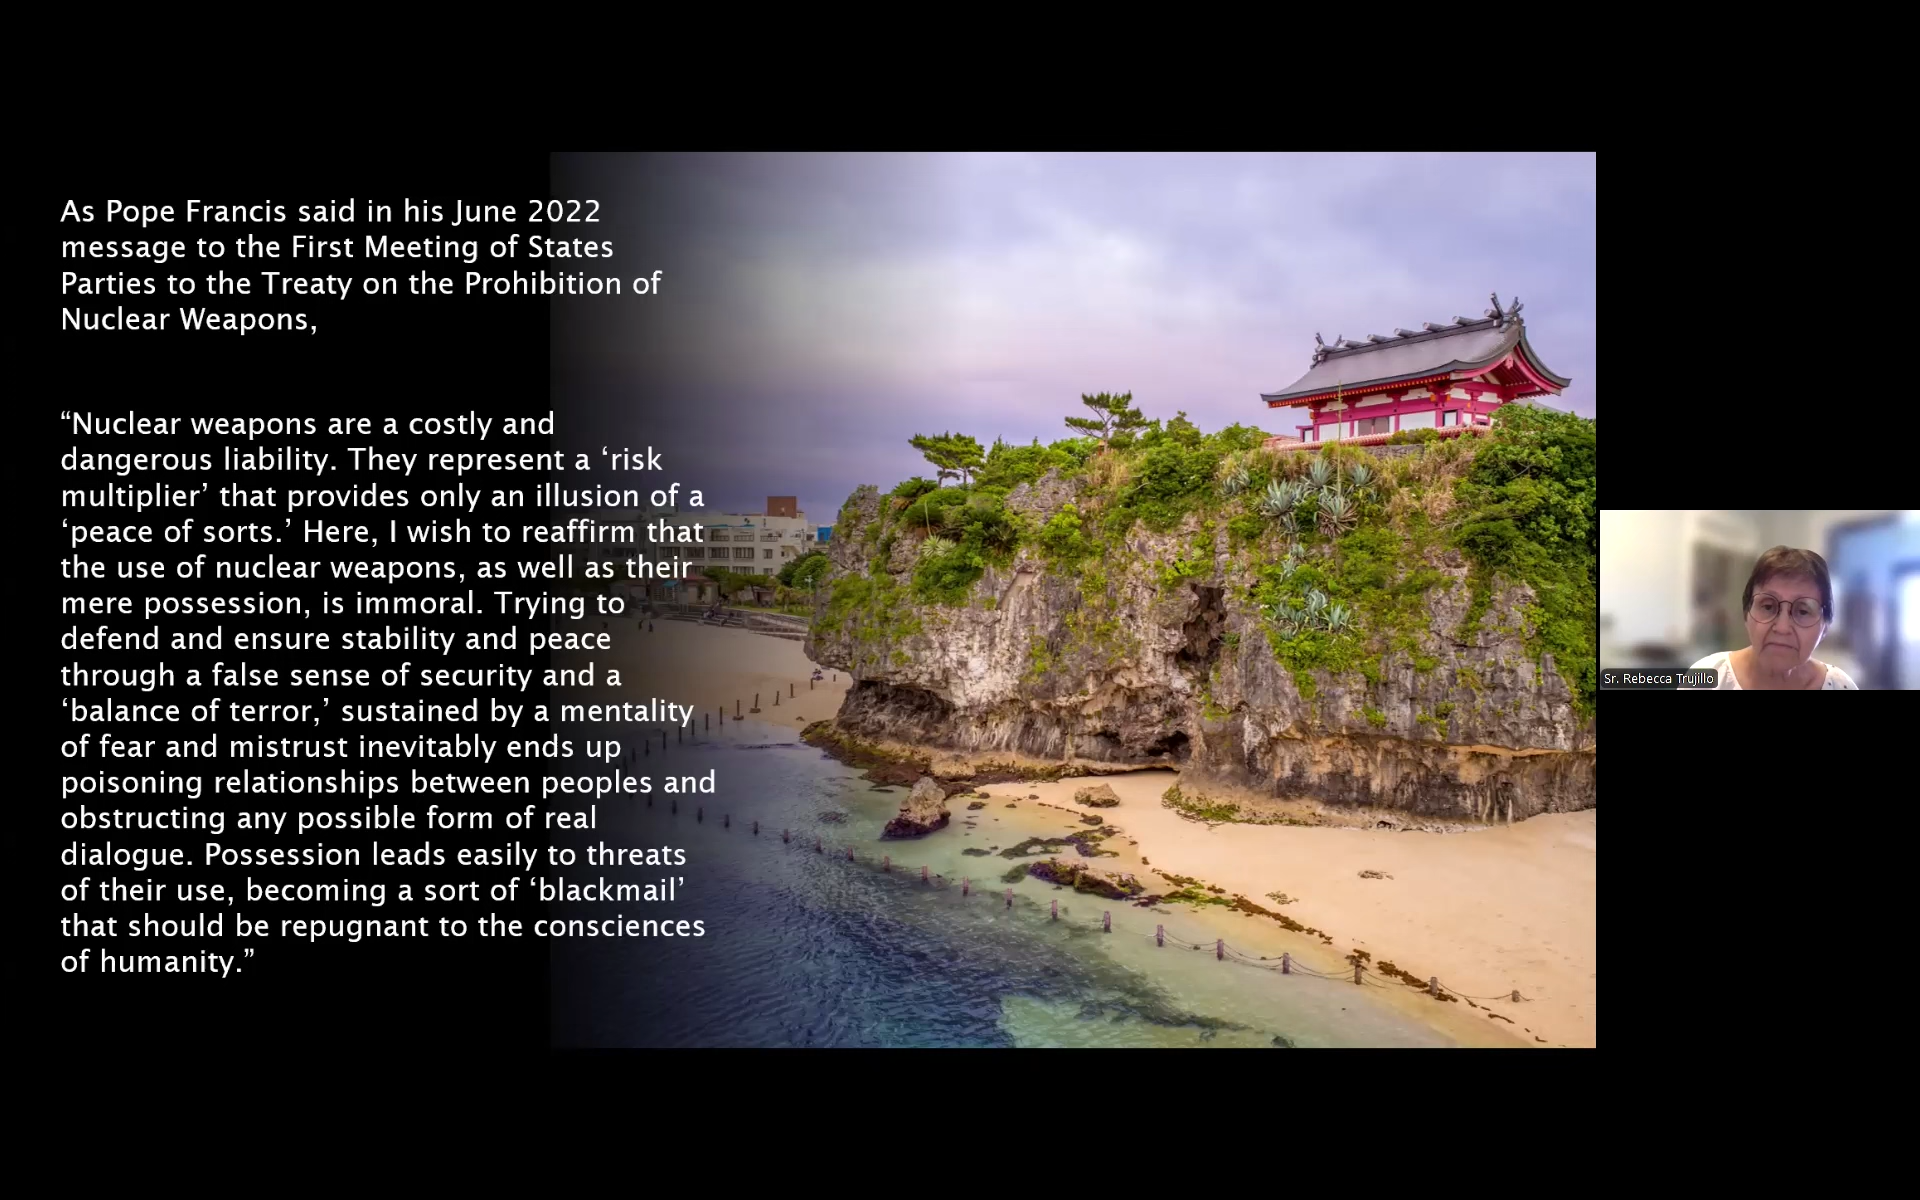 As Pope Francis said in his June 2022
message to the First Meeting of States
Parties to the Treaty on the Prohibition of
Nuclear Weapons,
“Nuclear weapons are a costly and
dangerous liability. They represent a ‘risk
multiplier’ that provides only an illusion of a
‘peace of sorts.’ Here, I wish to reaffirm that
the use of nuclear weapons, as well as their
mere possession, is immoral. Trying to
defend and ensure stability and peace
through a false sense of security and a
‘balance of terror,’ sustained by a mentality
of fear and mistrust inevitably ends up
poisoning relationships between peoples and
obstructing any possible form of real
dialogue. Possession leads easily to threats
of their use, becoming a sort of ‘blackmail’
that should be repugnant to the consciences
of humanity.”
Sr. Rebecca Trujillo